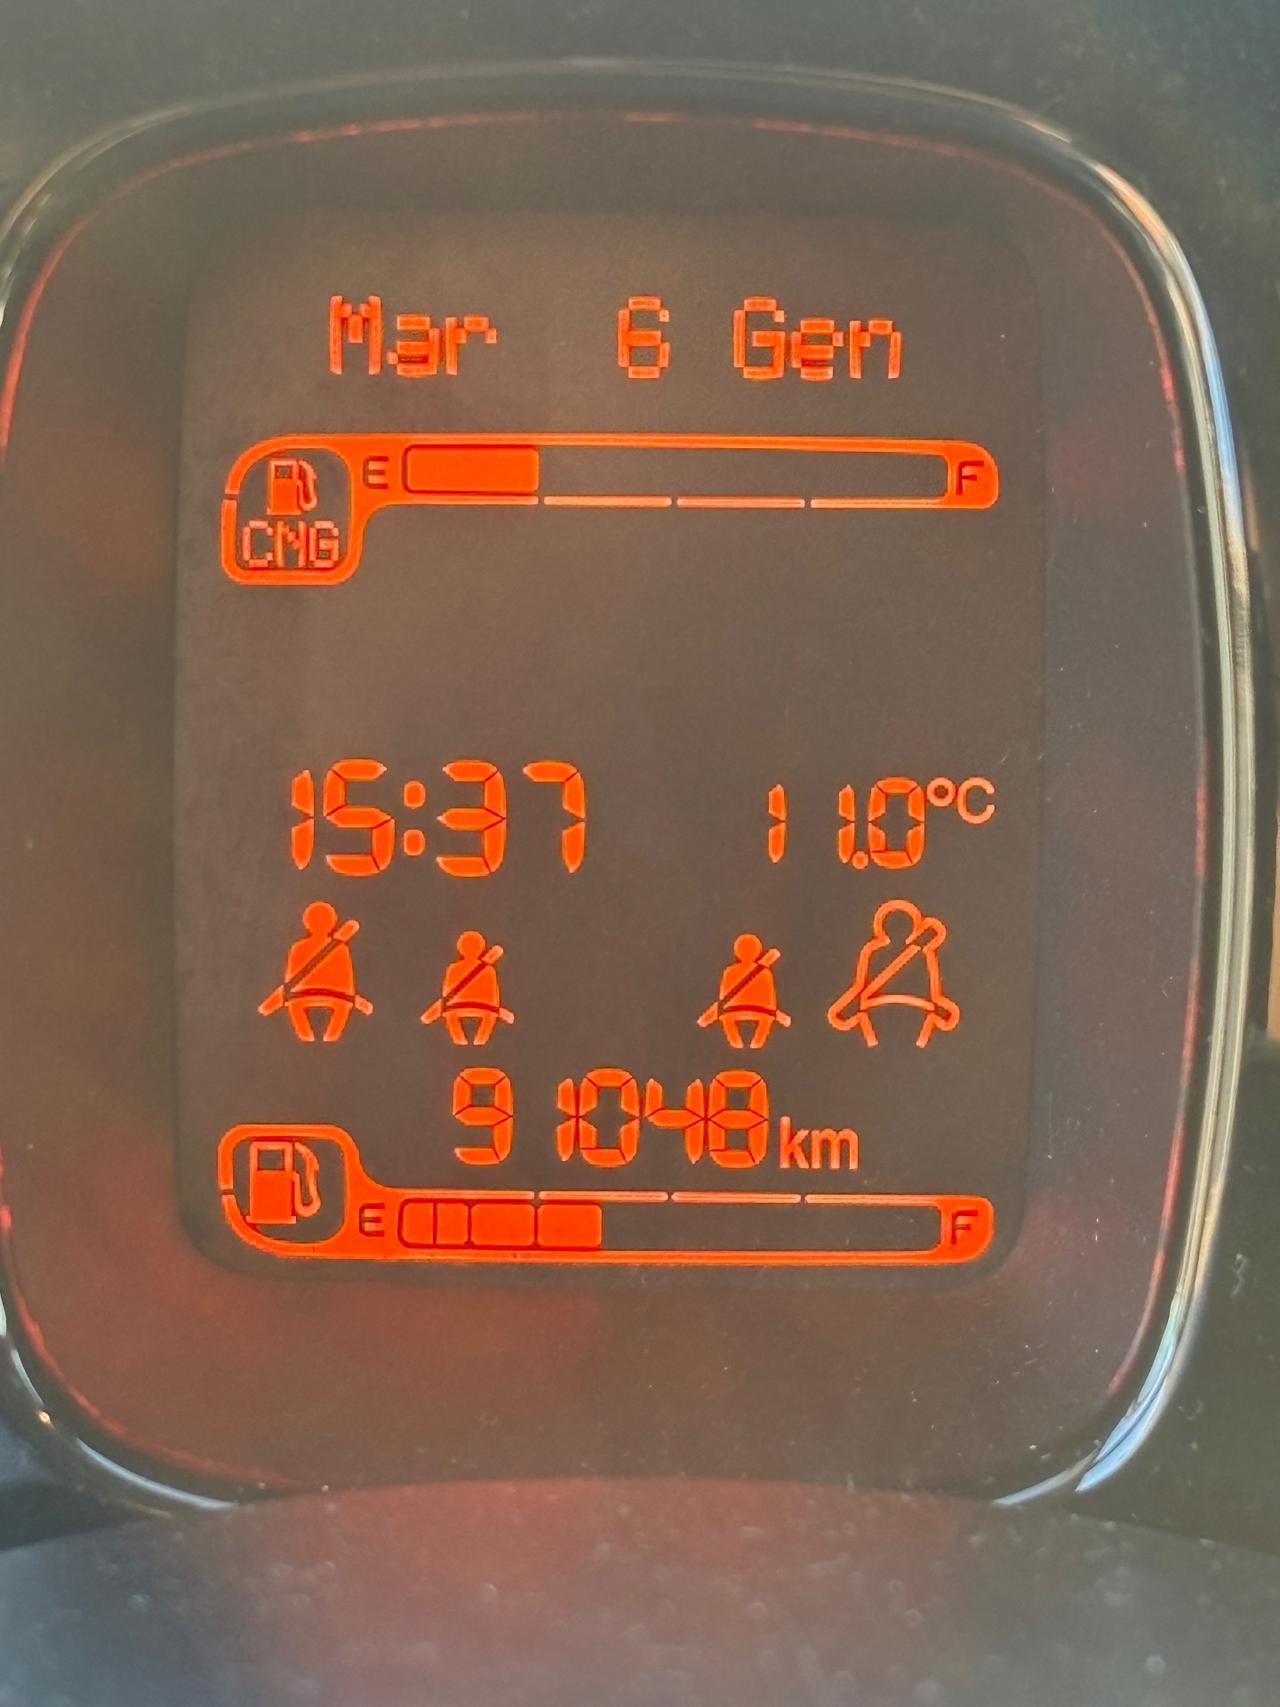 Mar 6 Gen
E F
CNG
15:37 11.0°C
91048 km
E F